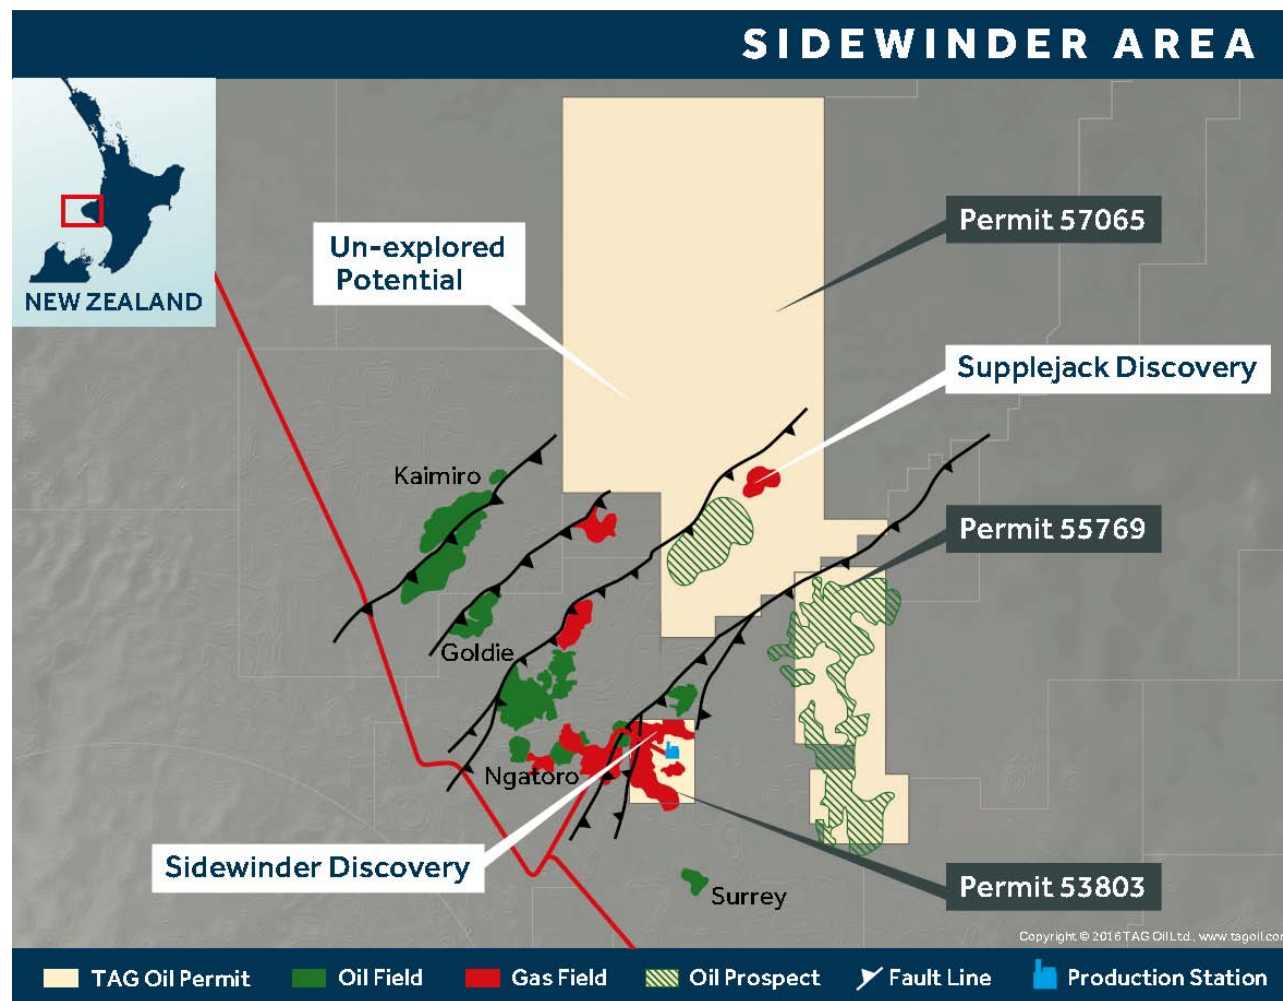 SIDEWINDER AREA
NEW ZEALAND
Un-explored
Potential
Permit 57065
Supplejack Discovery
Kaimiro
Permit 55769
Goldie
Ngatoro
Sidewinder Discovery
Permit 53803
Surrey
Copyright © 2016 TAG Oil Ltd., www.tagoil.com
TAG Oil Permit
Oil Field
Gas Field
Oil Prospect
Fault Line
Production Station